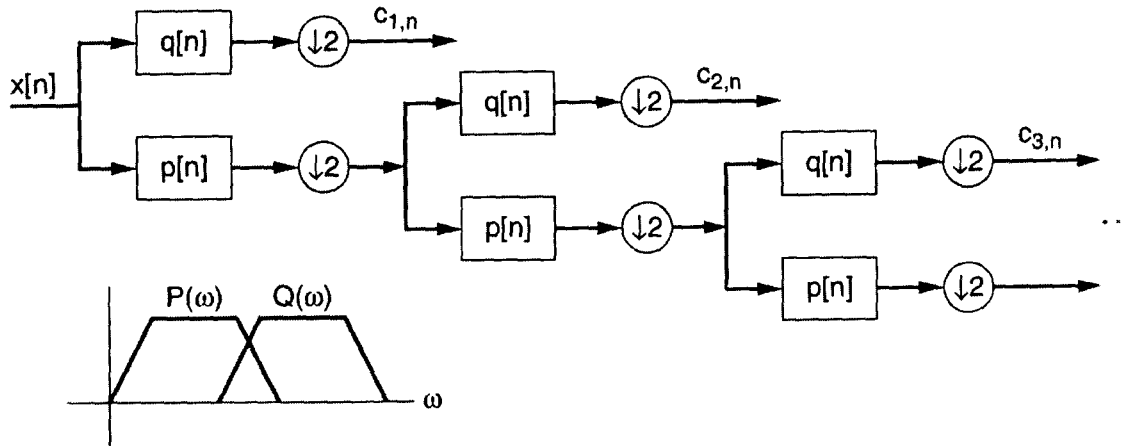 x[n]
q[n]
↓2
c1,n
p[n]
↓2
q[n]
↓2
c2,n
p[n]
↓2
q[n]
↓2
c3,n
p[n]
↓2
..
P(ω)
Q(ω)
ω